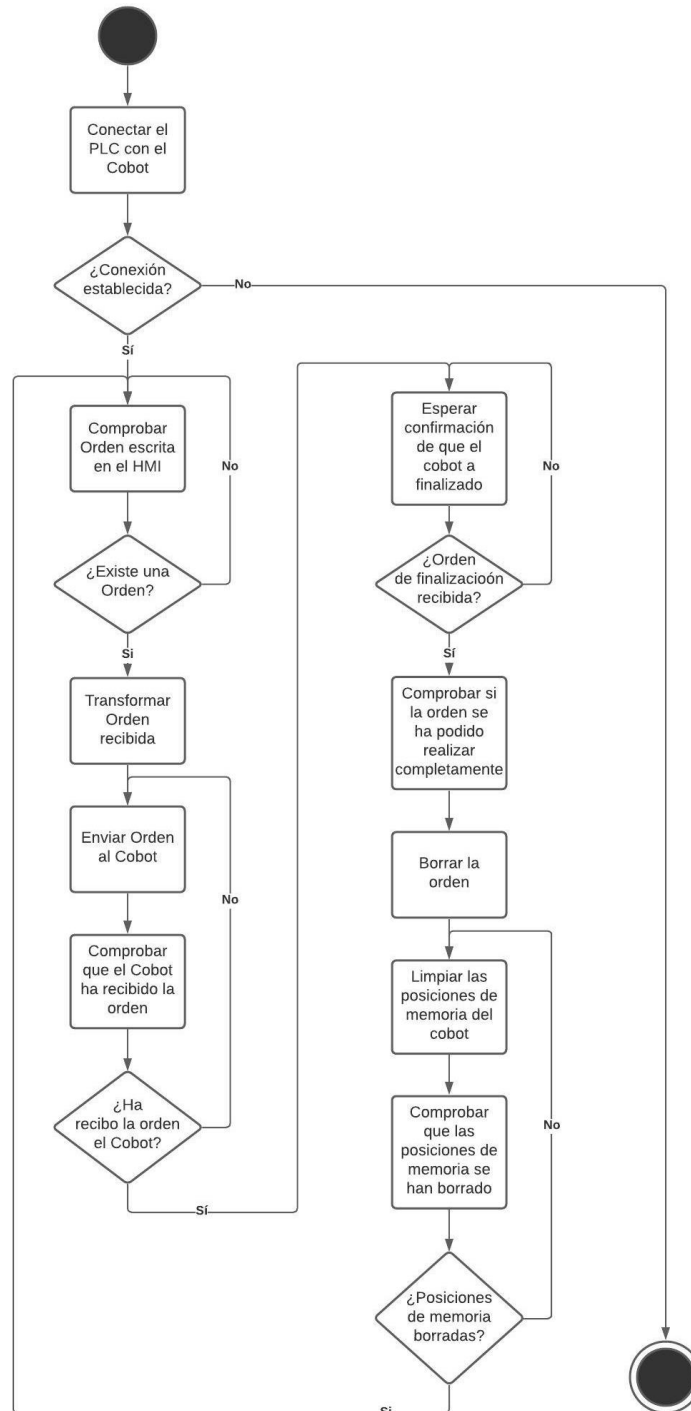 Conectar el
PLC con el
Cobot
¿Conexión
establecida?
No
Sí
Comprobar
Orden escrita
en el HMI
No
¿Existe una
Orden?
Si
Transformar
Orden
recibida
Enviar Orden
al Cobot
No
Comprobar
que el Cobot
ha recibido la
orden
¿Ha
recibo la orden
el Cobot?
Sí
Esperar
confirmación
de que el
cobot a
finalizado
No
¿Orden
de finalizacioón
recibida?
Sí
Comprobar si
la orden se
ha podido
realizar
completamente
Borrar la
orden
Limpiar las
posiciones de
memoria del
cobot
Comprobar
que las
posiciones de
memoria se
han borrado
No
¿Posiciones
de memoria
borradas?
Si